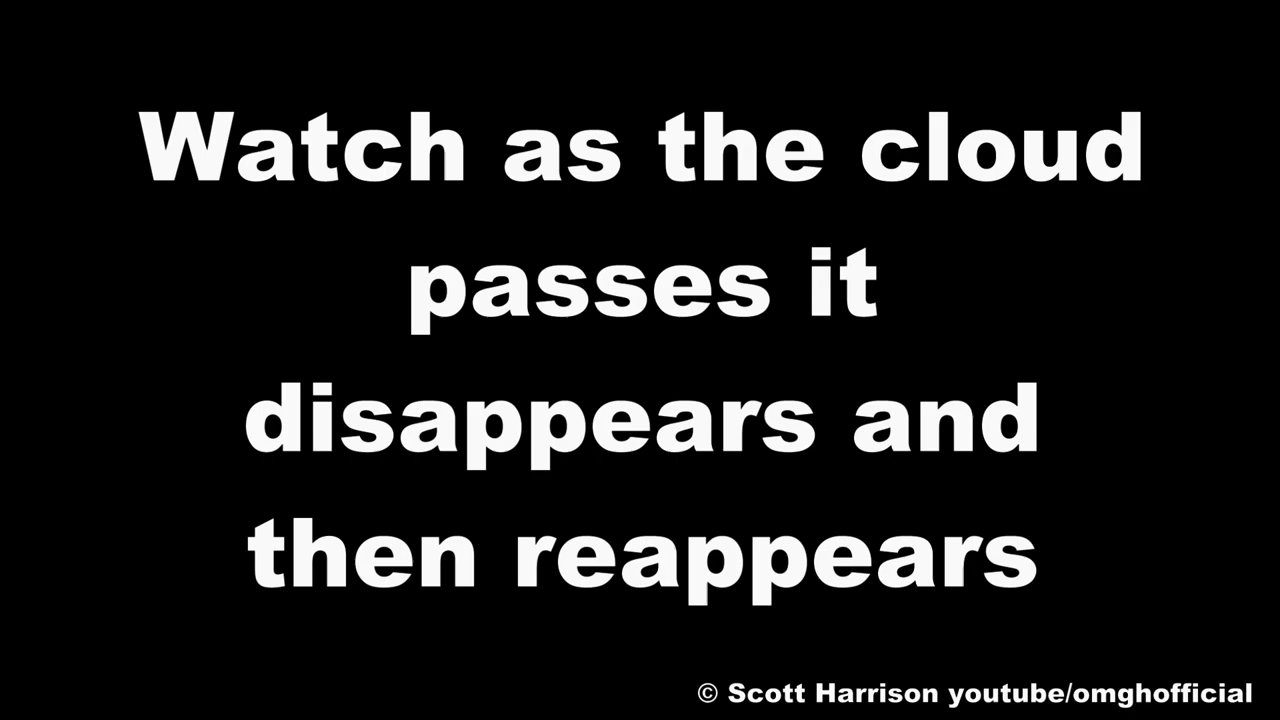 Watch as the cloud
passes it
disappears and
then reappears
© Scott Harrison youtube/omghofficial